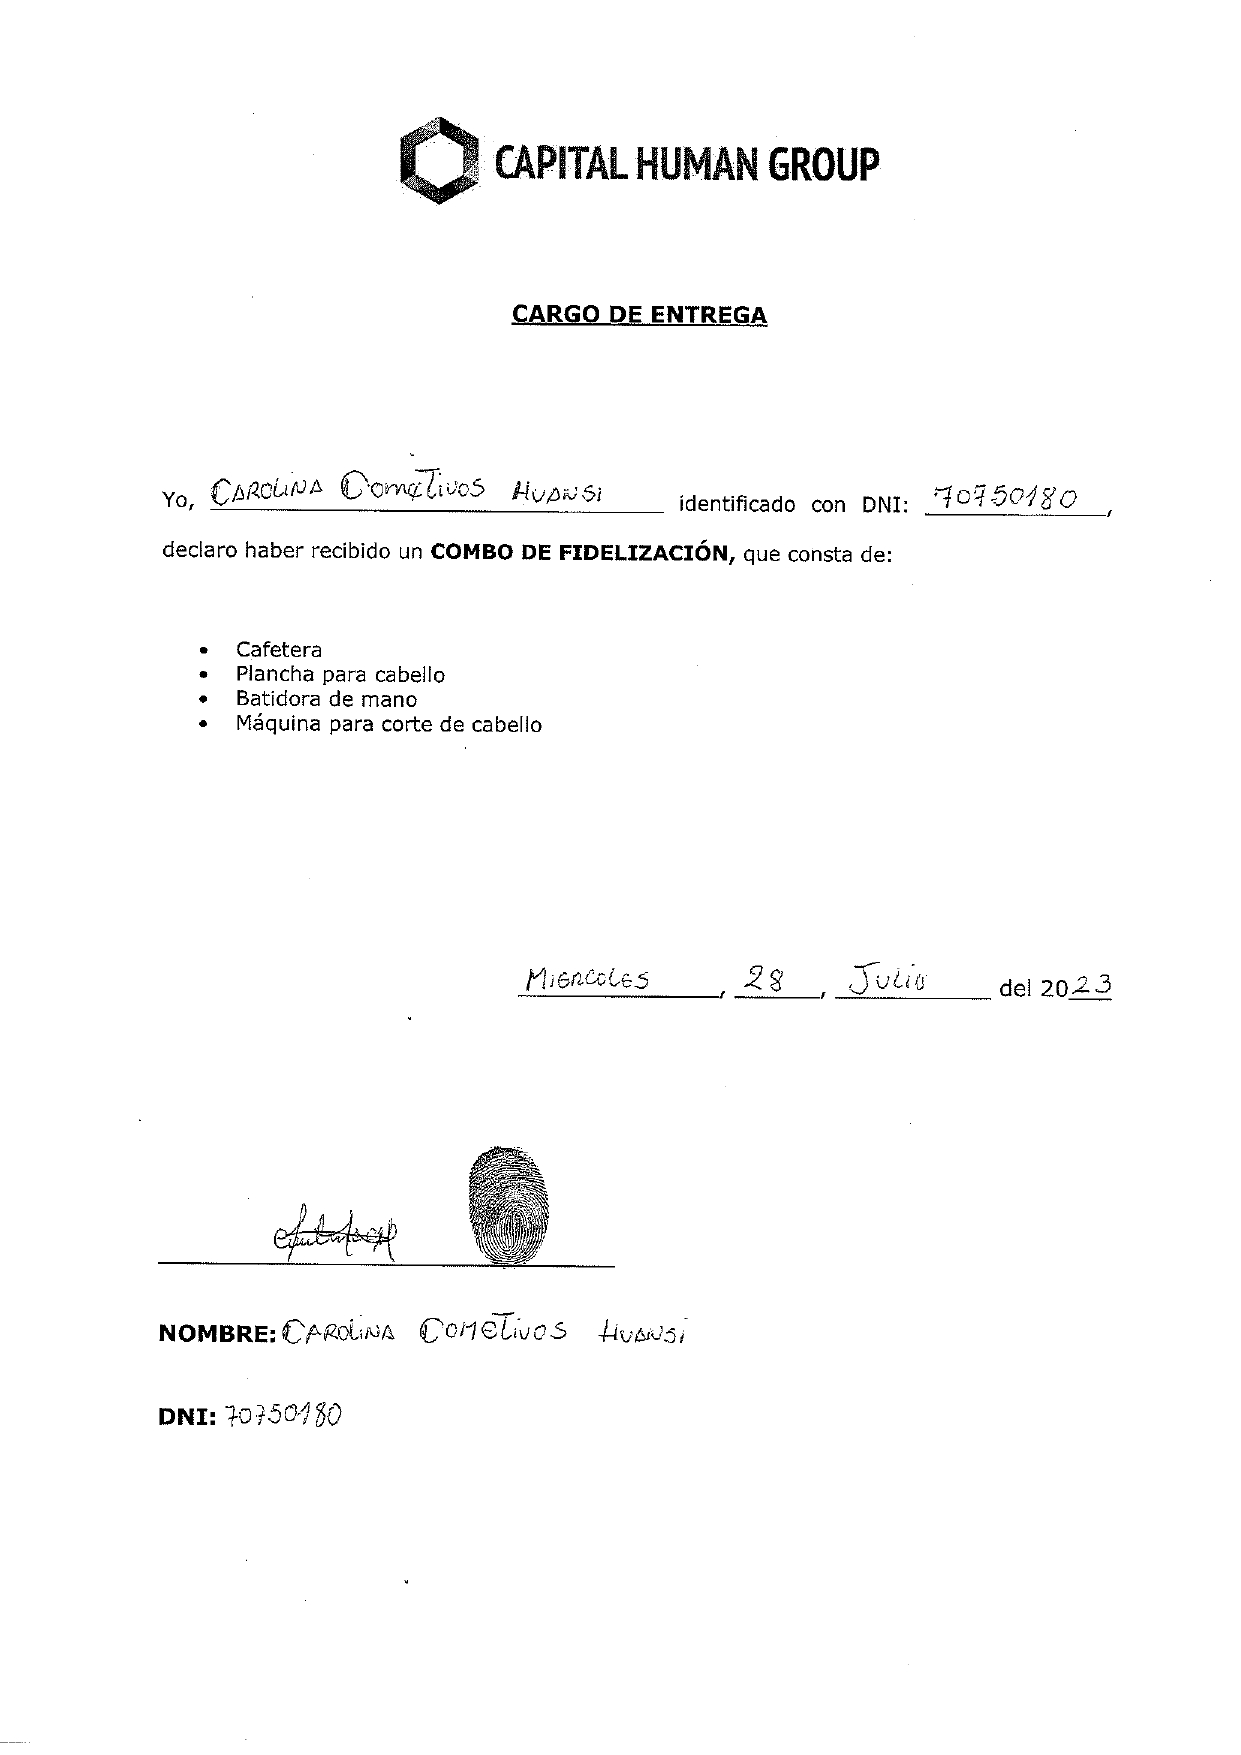 CAPITAL HUMAN GROUP
CARGO DE ENTREGA
Yo, CAROLINA Cometivos HUANSi identificado con DNI: 70750180,
declaro haber recibido un COMBO DE FIDELIZACIÓN, que consta de:
• Cafetera
• Plancha para cabello
• Batidora de mano
• Máquina para corte de cabello
Miercoles, 28, Julio del 2023
NOMBRE: CAROLINA COMETivOS HUANSi
DNI: 70750180